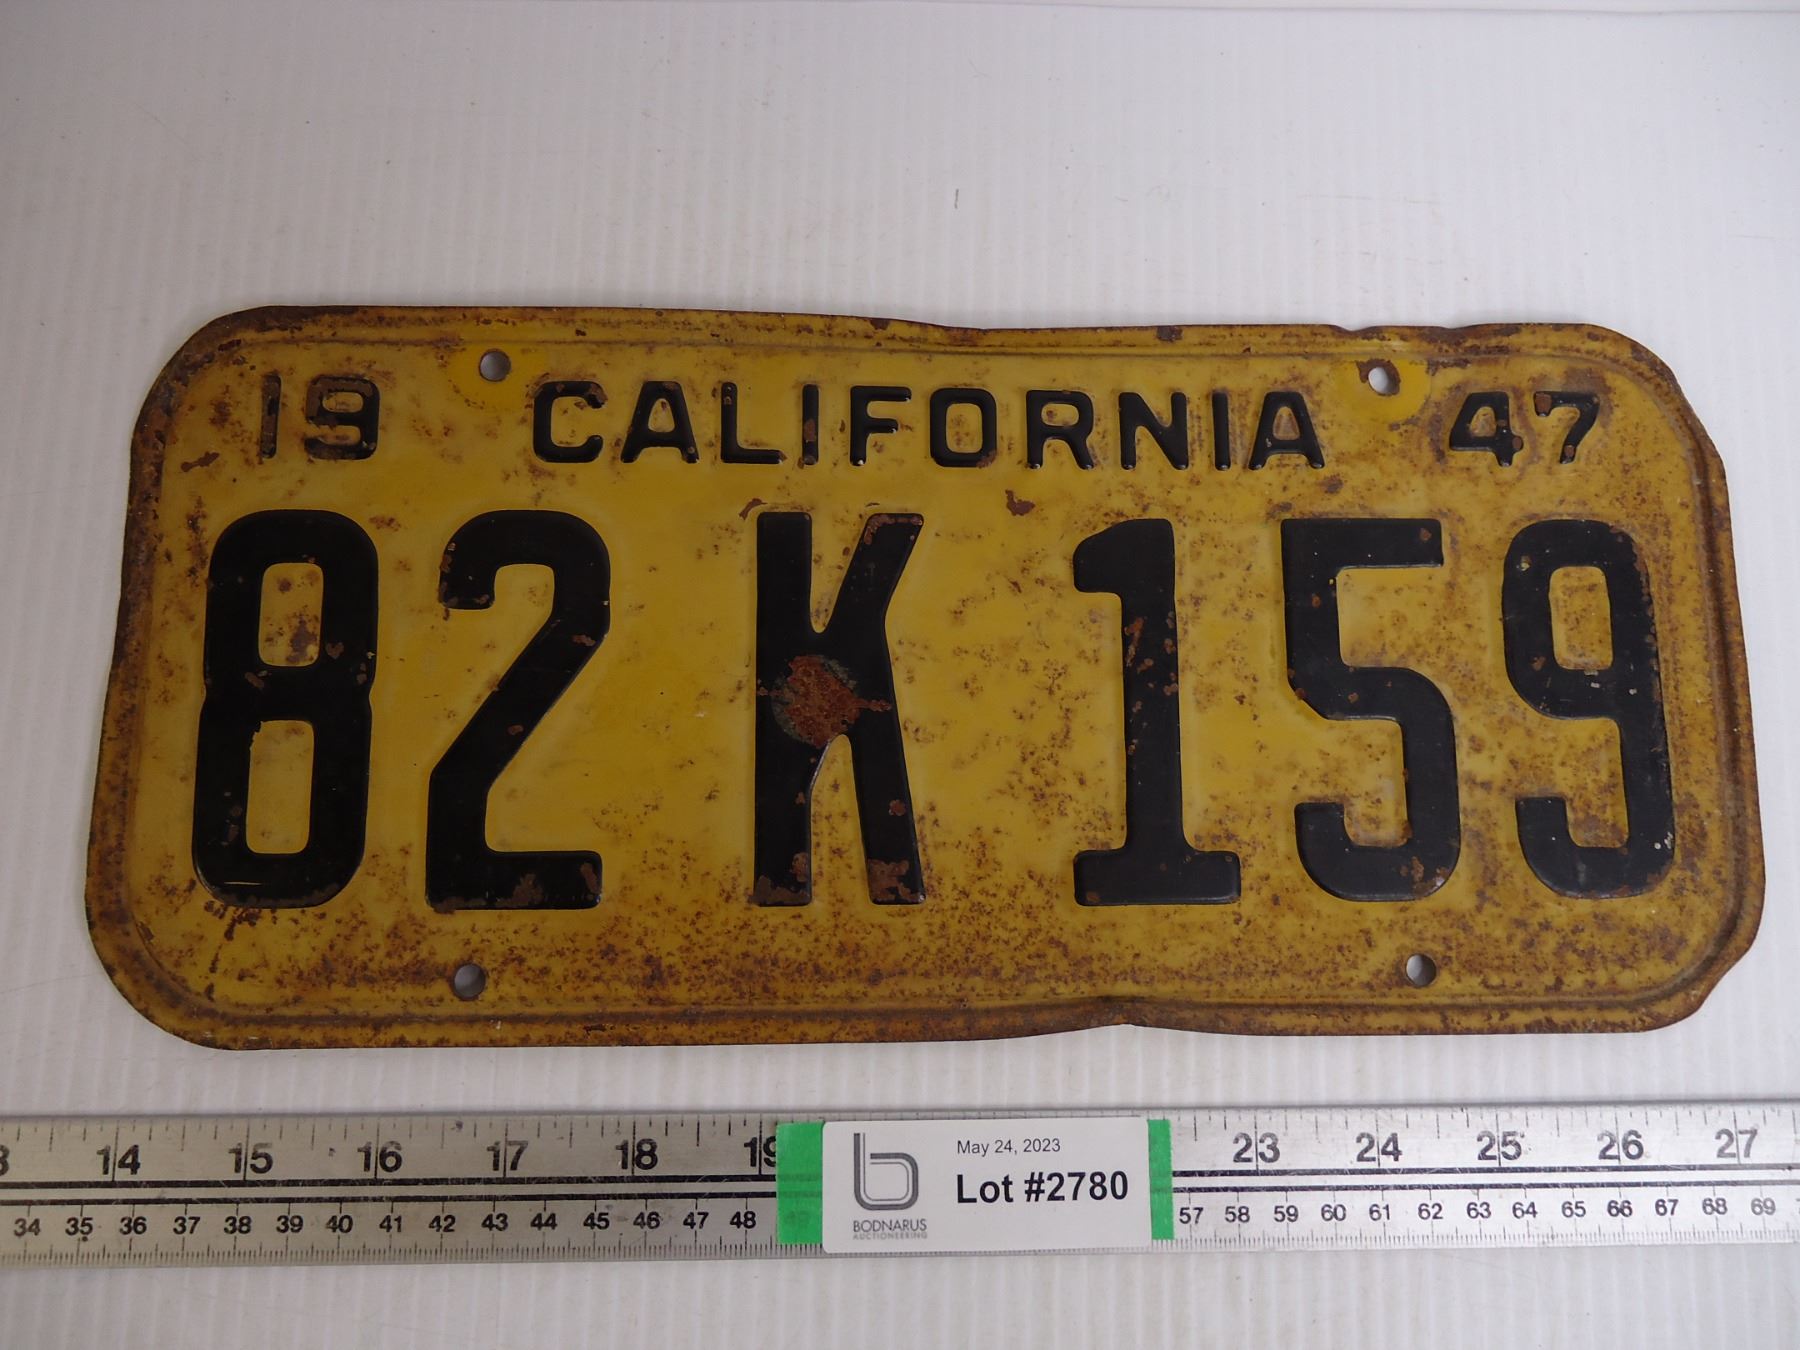 19 CALIFORNIA 47
82 K 159
14 15 16 17 18 19 23 24 25 26 27
May 24, 2023
Lot #2780
BODNARUS
AUCTIONEERING
34 35 36 37 38 39 40 41 42 43 44 45 46 47 48 57 58 59 60 61 62 63 64 65 66 67 68 69